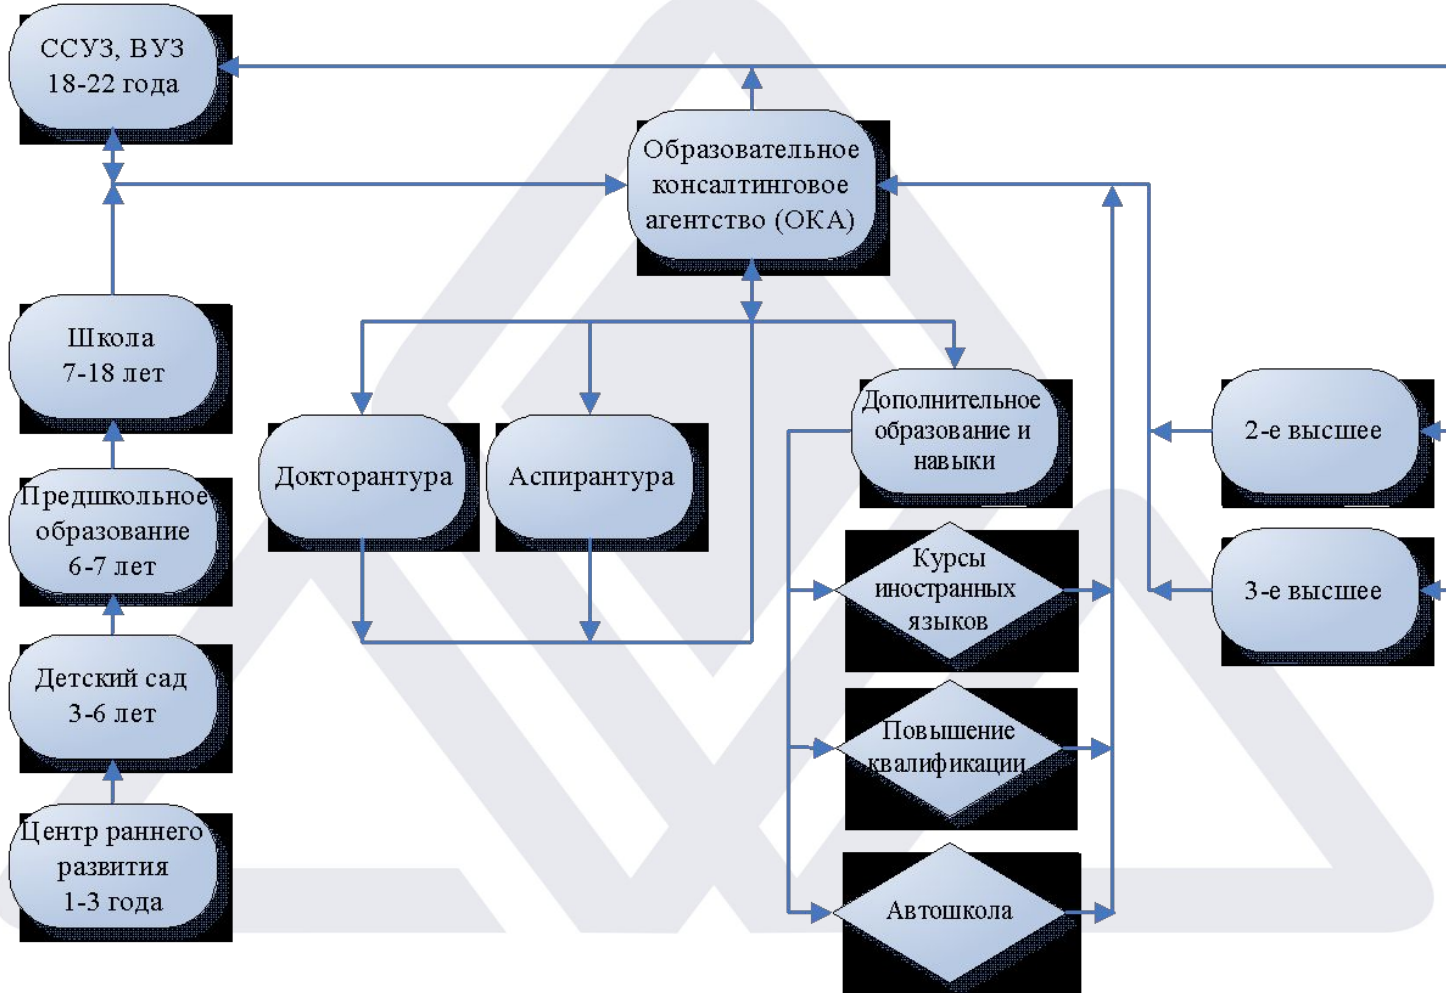 ССУЗ, ВУЗ
18-22 года
Образовательное
консалтинговое
агентство (ОКА)
Школа
7-18 лет
Предшкольное
образование
6-7 лет
Детский сад
3-6 лет
Центр раннего
развития
1-3 года
Докторантура
Аспирантура
Дополнительное
образование и
навыки
Курсы
иностранных
языков
Повышение
квалификации
Автошкола
2-е высшее
3-е высшее